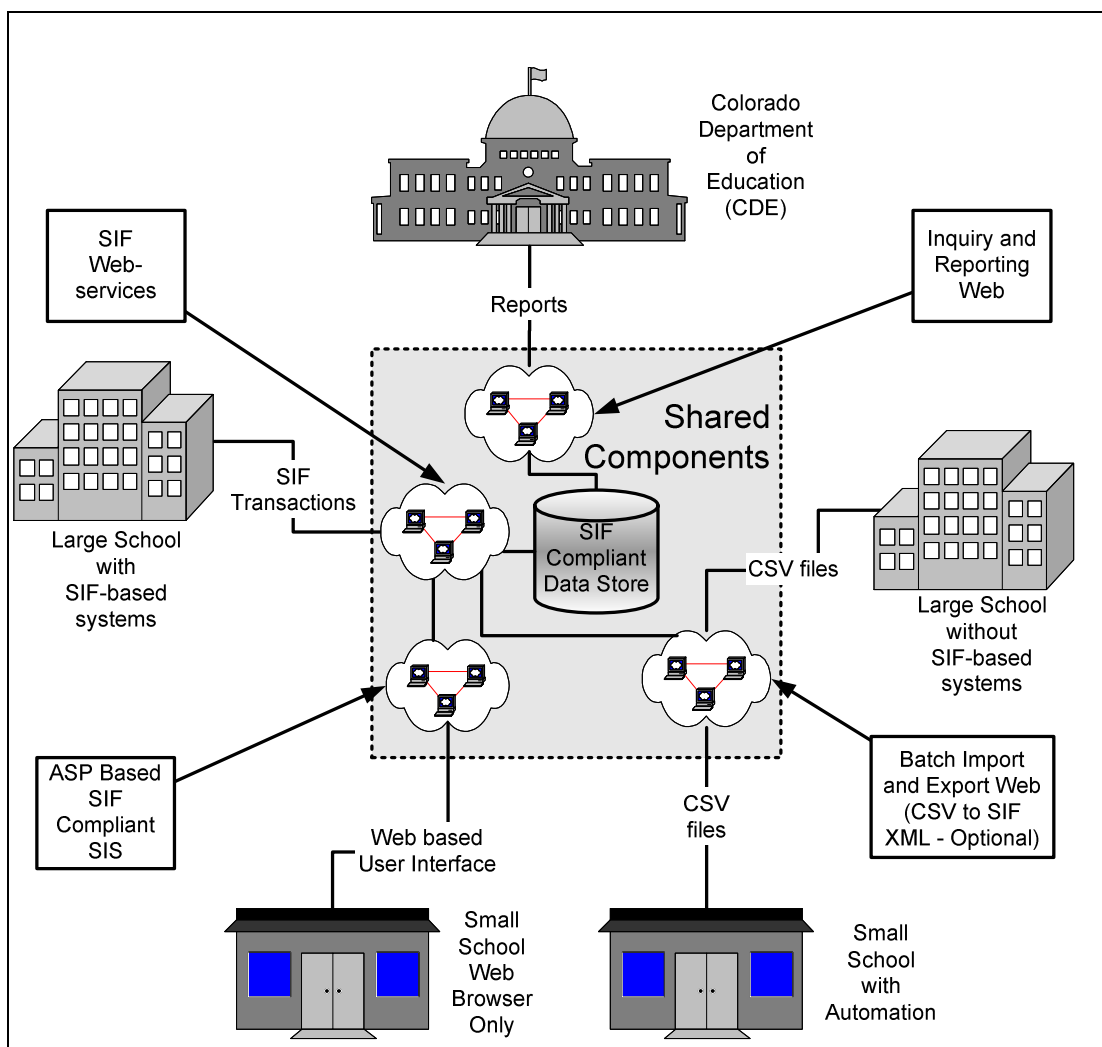 Colorado
Department
of
Education
(CDE)
SIF
Web-
services
Inquiry and
Reporting
Web
Reports
Shared
Components
SIF
Transactions
Large School
with
SIF-based
systems
SIF
Compliant
Data Store
CSV files
Large School
without
SIF-based
systems
ASP Based
SIF
Compliant
SIS
Batch Import
and Export Web
(CSV to SIF
XML - Optional)
CSV
files
Web based
User Interface
Small
School
Web
Browser
Only
Small
School
with
Automation